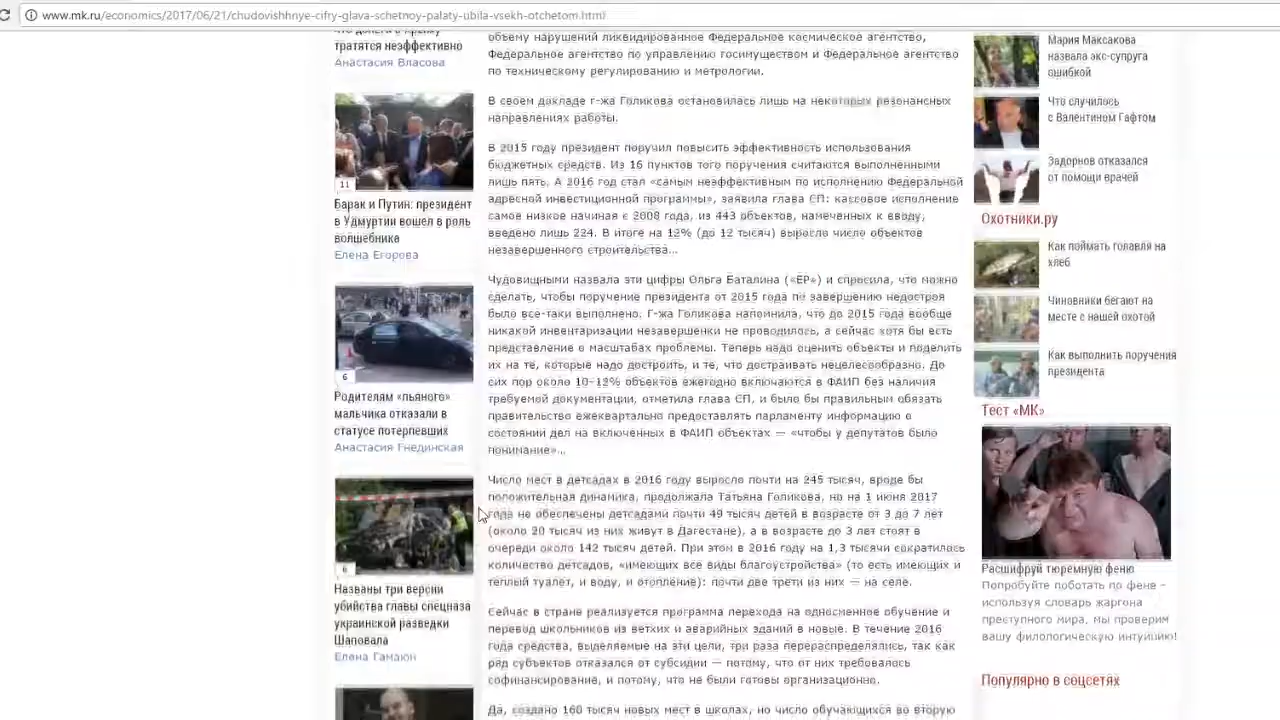 www.mk.ru/economics/2017/06/21/chudovishhnye-cifry-glava-schetnoy-palaty-ubila-vsekh-otchetom.html
тратятся неэффективно
Анастасия Власова
11
Барак и Путин: президент
в Удмуртии вошел в роль
волшебника
Елена Егорова
6
Родителям «пьяного»
мальчика отказали в
статусе потерпевших
Анастасия Гнединская
6
Названы три версии
убийства главы спецназа
украинской разведки
Шаповала
Елена Гамаюн
объему нарушений ликвидированное Федеральное космическое агентство,
Федеральное агентство по управлению госимуществом и Федеральное агентство
по техническому регулированию и метрологии.
В своем докладе г-жа Голикова остановилась лишь на некоторых резонансных
направлениях работы.
В 2015 году президент поручил повысить эффективность использования
бюджетных средств. Из 16 пунктов того поручения считаются выполненными
лишь пять. А 2016 год стал «самым неэффективным по исполнению Федеральной
адресной инвестиционной программы», заявила глава СП: кассовое исполнение
самое низкое начиная с 2008 года, из 443 объектов, намеченных к вводу,
введено лишь 224. В итоге на 12% (до 12 тысяч) выросло число объектов
незавершенного строительства...
Чудовищными назвала эти цифры Ольга Баталина («ЕР») и спросила, что можно
сделать, чтобы поручение президента от 2015 года по завершению недостроя
было все-таки выполнено. Г-жа Голикова напомнила, что до 2015 года вообще
никакой инвентаризации незавершенки не проводилось, а сейчас хотя бы есть
представление о масштабах проблемы. Теперь надо оценить объекты и поделить
их на те, которые надо достроить, и те, что достраивать нецелесообразно. До
сих пор около 10–12% объектов ежегодно включаются в ФАИП без наличия
требуемой документации, отметила глава СП, и было бы правильным обязать
правительство ежеквартально предоставлять парламенту информацию о
состоянии дел на включенных в ФАИП объектах — «чтобы у депутатов было
понимание»...
Число мест в детсадах в 2016 году выросло почти на 245 тысяч, вроде бы
положительная динамика, продолжала Татьяна Голикова, но на 1 июня 2017
года не обеспечены детсадами почти 49 тысяч детей в возрасте от 3 до 7 лет
(около 20 тысяч из них живут в Дагестане), а в возрасте до 3 лет стоят в
очереди около 142 тысяч детей. При этом в 2016 году на 1,3 тысячи сократилось
количество детсадов, «имеющих все виды благоустройства» (то есть имеющих и
теплый туалет, и воду, и отопление): почти две трети из них — на селе.
Сейчас в стране реализуется программа перехода на односменное обучение и
перевод школьников из ветхих и аварийных зданий в новые. В течение 2016
года средства, выделяемые на эти цели, три раза перераспределялись, так как
ряд субъектов отказался от субсидии — потому, что от них требовалось
софинансирование, и потому, что не были готовы организационно.
Да, создано 160 тысяч новых мест в школах, но число обучающихся во вторую
Мария Максакова
назвала экс-супруга
ошибкой
Что случилось
с Валентином Гафтом
Задорнов отказался
от помощи врачей
Охотники.ру
Как поймать голавля на
хлеб
Чиновники бегают на
месте с нашей охотой
Как выполнить поручения
президента
Тест «МК»
Расшифруй тюремную феню
Попробуйте поботать по фене –
используя словарь жаргона
преступного мира, мы проверим
вашу филологическую интуицию!
Популярно в соцсетях